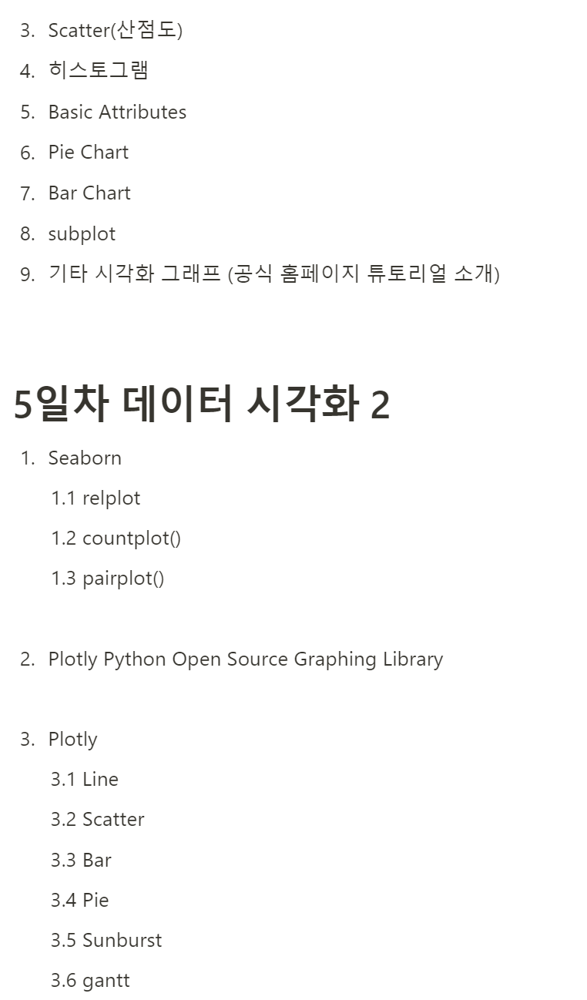 3. Scatter(산점도)
4. 히스토그램
5. Basic Attributes
6. Pie Chart
7. Bar Chart
8. subplot
9. 기타 시각화 그래프 (공식 홈페이지 튜토리얼 소개)
5일차 데이터 시각화 2
1. Seaborn
1.1 relplot
1.2 countplot()
1.3 pairplot()
2. Plotly Python Open Source Graphing Library
3. Plotly
3.1 Line
3.2 Scatter
3.3 Bar
3.4 Pie
3.5 Sunburst
3.6 gantt